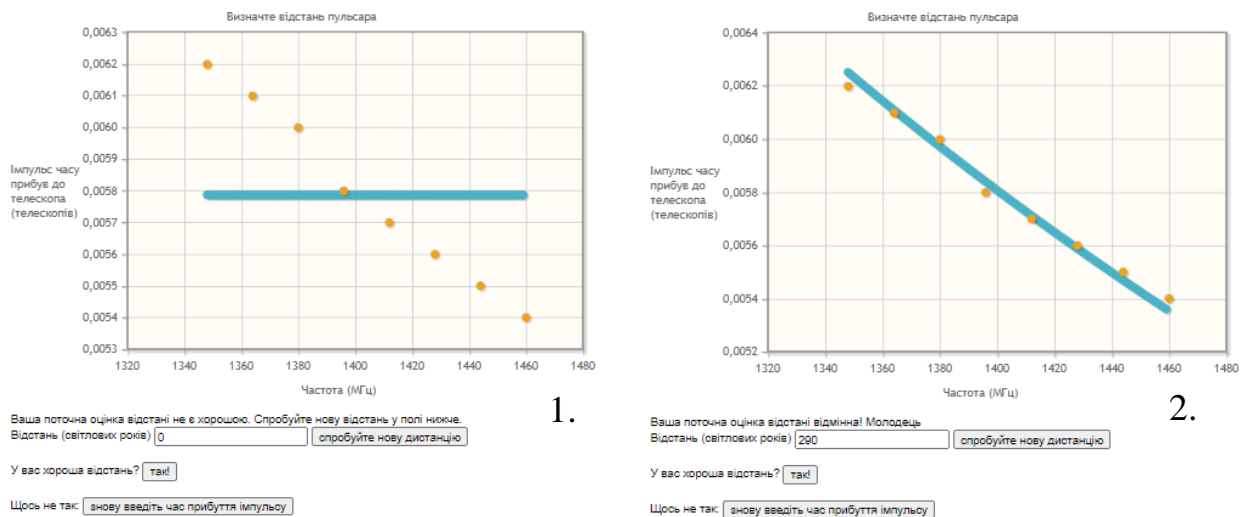 Визначте відстань пульсара
0,0063
0,0062
0,0061
0,0060
0,0059
0,0058
0,0057
0,0056
0,0055
0,0054
0,0053
Імпульс часу
прибув до
телескопа
(телескопів)
1320 1340 1360 1380 1400 1420 1440 1460 1480
Частота (МГц)
1.
Ваша поточна оцінка відстані не є хорошою. Спробуйте нову відстань у полі нижче.
Відстань (світлових років) 0 спробуйте нову дистанцію
У вас хороша відстань? так!
Щось не так: знову введіть час прибуття імпульсу
Визначте відстань пульсара
0,0064
0,0062
0,0060
0,0058
0,0056
0,0054
0,0052
Імпульс часу
прибув до
телескопа
(телескопів)
1320 1340 1360 1380 1400 1420 1440 1460 1480
Частота (МГц)
2.
Ваша поточна оцінка відстані відмінна! Молодець
Відстань (світлових років) 290 спробуйте нову дистанцію
У вас хороша відстань? так!
Щось не так: знову введіть час прибуття імпульсу